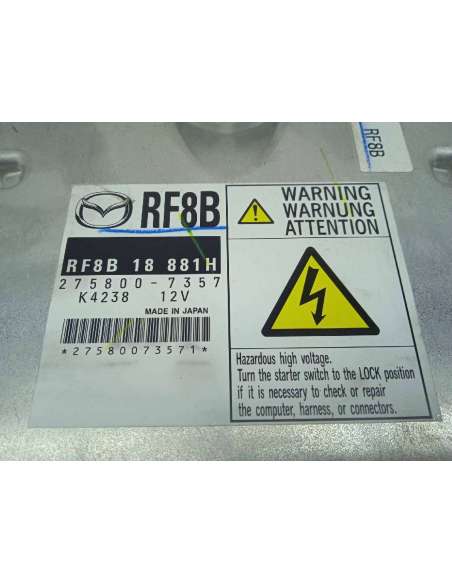 RF8B
RF8B
RF8B 18 881H
275800-7357
K4238 12V
MADE IN JAPAN
*27580073571*
WARNING
WARNUNG
ATTENTION
Hazardous high voltage.
Turn the starter switch to the LOCK position
if it is necessary to check or repair
the computer, harness, or connectors.